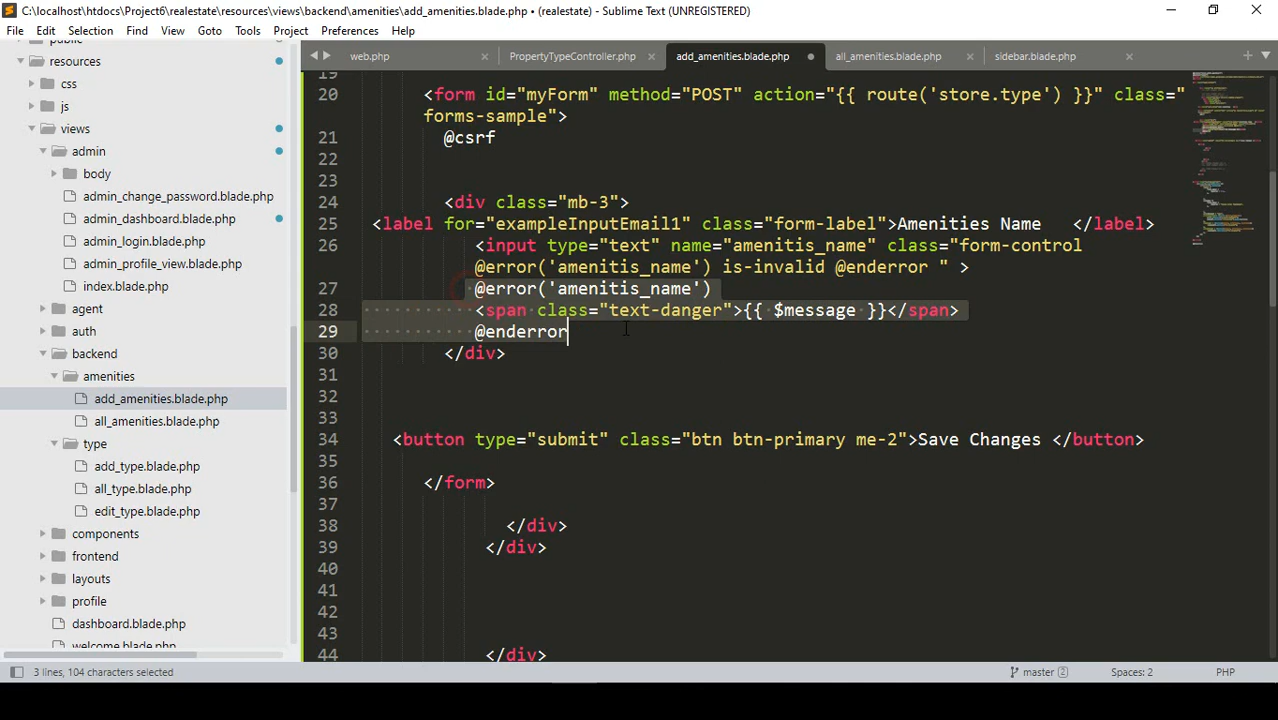 C:\localhost\htdocs\Project6\realestate\resources\views\backend\amenities\add_amenities.blade.php • (realestate) - Sublime Text (UNREGISTERED)
File Edit Selection Find View Goto Tools Project Preferences Help
public
resources
css
js
views
admin
body
admin_change_password.blade.php
admin_dashboard.blade.php
admin_login.blade.php
admin_profile_view.blade.php
index.blade.php
agent
auth
backend
amenities
add_amenities.blade.php
all_amenities.blade.php
type
add_type.blade.php
all_type.blade.php
edit_type.blade.php
components
frontend
layouts
profile
dashboard.blade.php
welcome.blade.php
web.php PropertyTypeController.php add_amenities.blade.php all_amenities.blade.php sidebar.blade.php
19
20 <form id="myForm" method="POST" action="{{ route('store.type') }}" class="
forms-sample">
21 @csrf
22
23
24 <div class="mb-3">
25 <label for="exampleInputEmail1" class="form-label">Amenities Name </label>
26 <input type="text" name="amenitis_name" class="form-control
@error('amenitis_name') is-invalid @enderror " >
27 @error('amenitis_name')
28 <span class="text-danger">{{ $message }}</span>
29 @enderror
30 </div>
31
32
33
34 <button type="submit" class="btn btn-primary me-2">Save Changes </button>
35
36 </form>
37
38 </div>
39 </div>
40
41
42
43
44 </div>
3 lines, 104 characters selected master 2 Spaces: 2 PHP